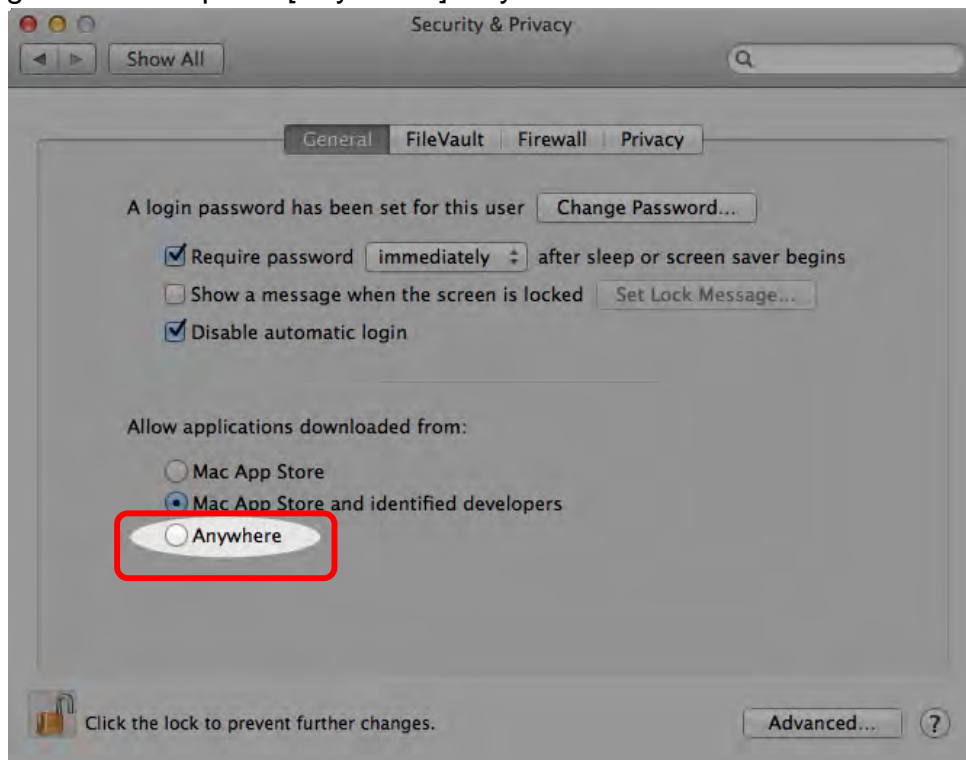 Security & Privacy
Show All
General FileVault Firewall Privacy
A login password has been set for this user Change Password...
Require password immediately after sleep or screen saver begins
Show a message when the screen is locked Set Lock Message...
Disable automatic login
Allow applications downloaded from:
Mac App Store
Mac App Store and identified developers
Anywhere
Click the lock to prevent further changes. Advanced... ?